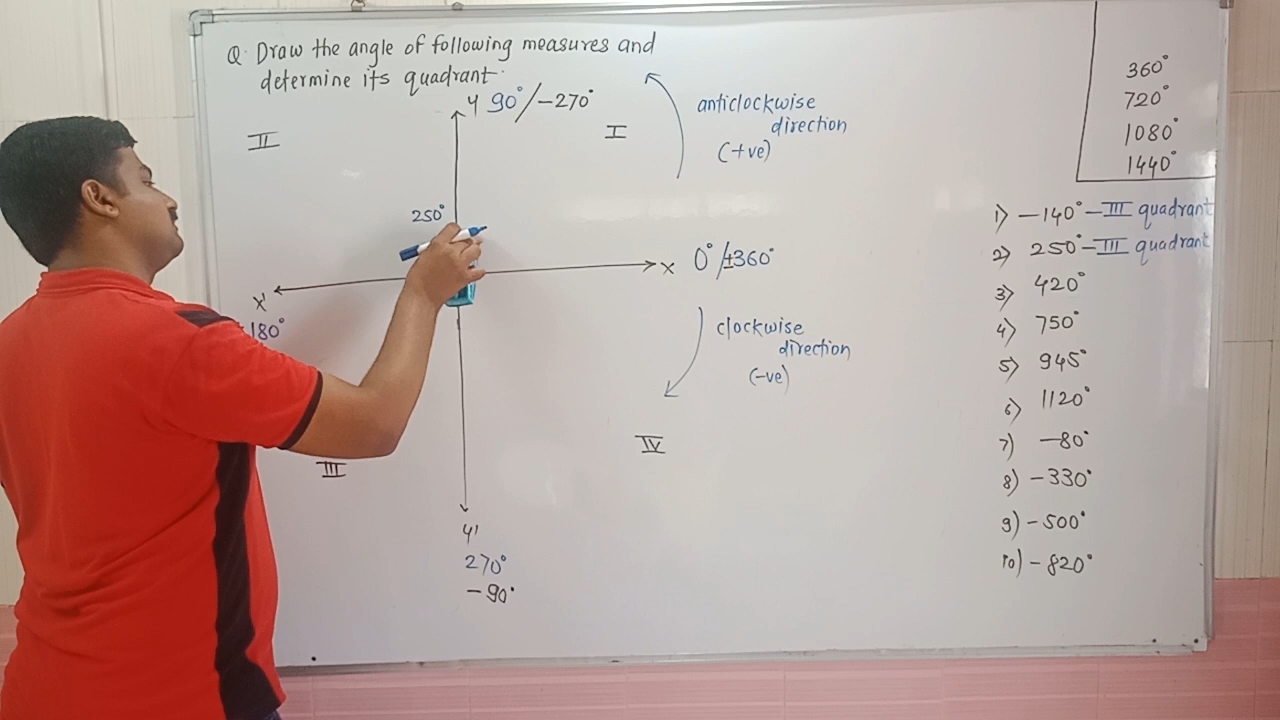 Q. Draw the angle of following measures and
determine its quadrant.
Y 90°/-270°
II
I
anticlockwise
direction
(+ve)
360°
720°
1080°
1440°
250°
X 0°/±360°
X'
180°
clockwise
direction
(-ve)
III
IV
Y'
270°
-90°
1) -140° - III quadrant
2) 250° - III quadrant
3) 420°
4) 750°
5) 945°
6) 1120°
7) -80°
8) -330°
9) -500°
10) -820°